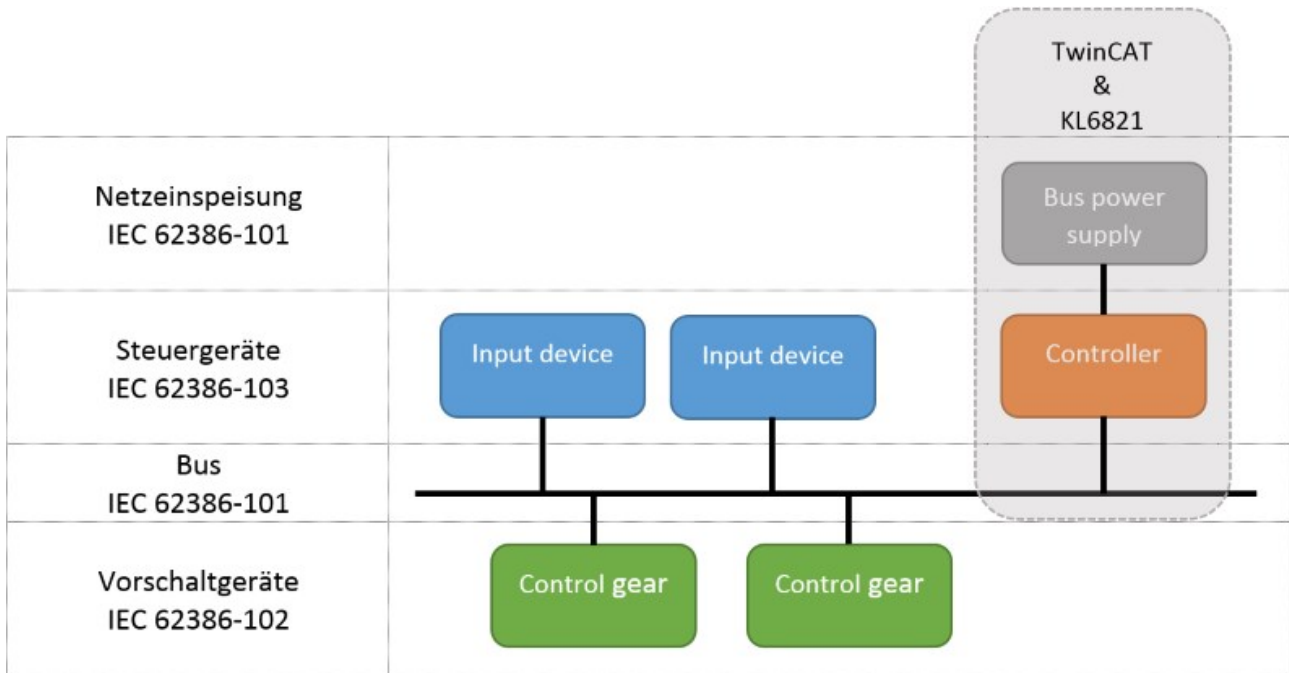 TwinCAT
&
KL6821
Netzeinspeisung
IEC 62386-101
Bus power
supply
Steuergeräte
IEC 62386-103
Input device
Input device
Controller
Bus
IEC 62386-101
Vorschaltgeräte
IEC 62386-102
Control gear
Control gear